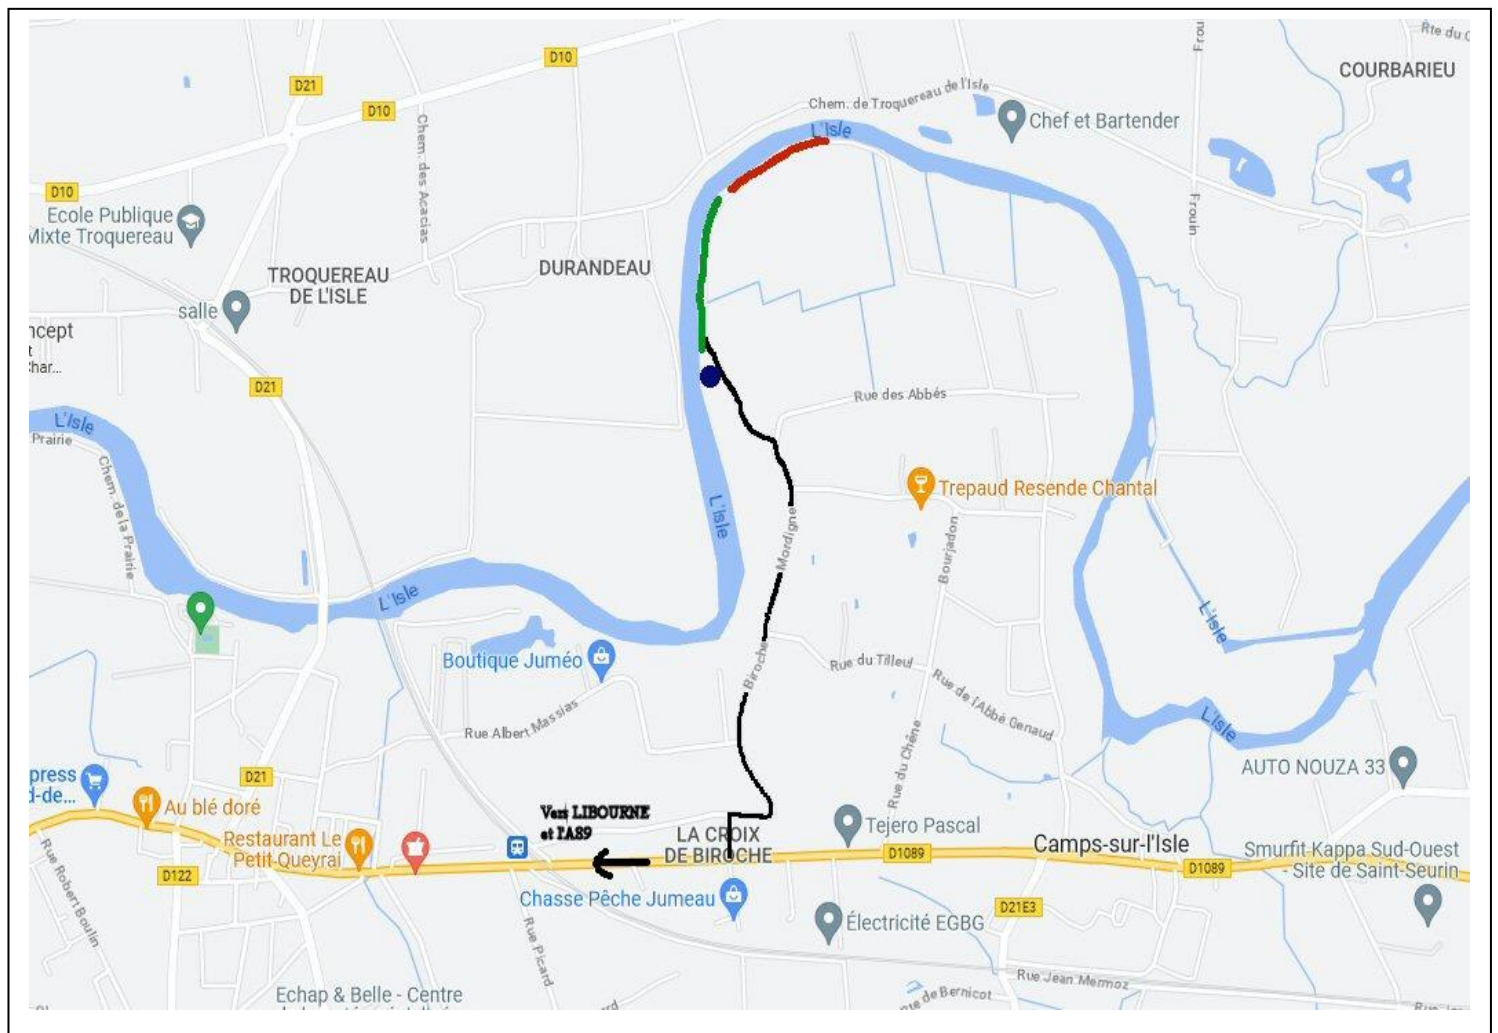 Rte du C
D10
COURBARIEU
D21
Frou
Chem. de Troquereau de l'Isle
D10
Chef et Bartender
L'Isle
Chem. des Acacias
D10
Ecole Publique
Mixte Troquereau
Frouin
DURANDEAU
TROQUEREAU
DE L'ISLE
salle
ncept
t
Char...
D21
Rue des Abbés
L'Isle
Prairie
Chem. de la Prairie
Trepaud Resende Chantal
L'Isle
Mordigne
Bourjadon
L'Isle
L'Isle
Boutique Juméo
Biroche
Rue du Tilleul
Rue de l'Abbé Genaud
L'Isle
Rue Albert Massias
Rue du Chêne
AUTO NOUZA 33
D21
press
d-de...
Au blé doré
Vers LIBOURNE
et l'A89
Restaurant Le
Petit-Queyrai
LA CROIX
DE BIROCHE
Tejero Pascal
D1089
Camps-sur-l'Isle
Smurfit Kappa Sud-Ouest
- Site de Saint-Seurin
D1089
D122
Rue Robert Boulin
Chasse Pêche Jumeau
D21E3
Électricité EGBG
Rue Picard
Rue Jean Mermoz
Echap & Belle - Centre
rd
e de Bernicot